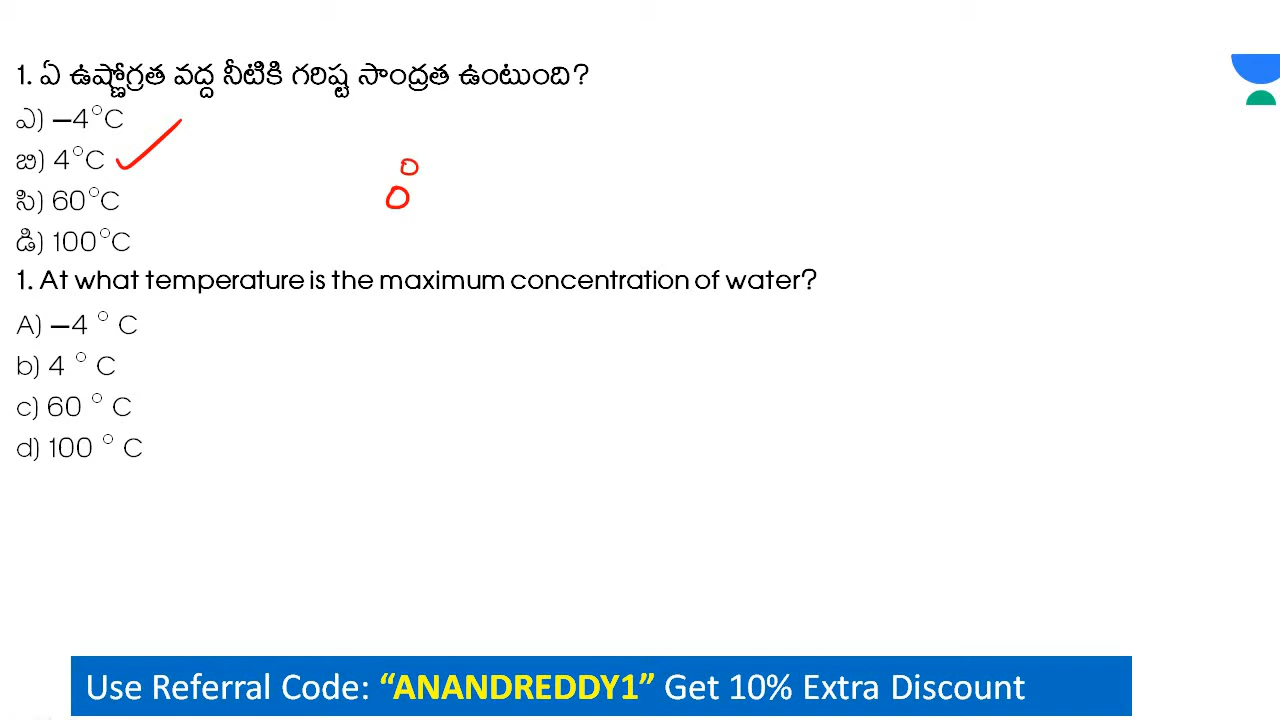 1. ఏ ఉష్ణోగ్రత వద్ద నీటికి గరిష్ట సాంద్రత ఉంటుంది?
ఎ) –4°C
బి) 4°C
సి) 60°C
డి) 100°C
1. At what temperature is the maximum concentration of water?
A) –4 ° C
b) 4 ° C
c) 60 ° C
d) 100 ° C
Use Referral Code: “ANANDREDDY1” Get 10% Extra Discount